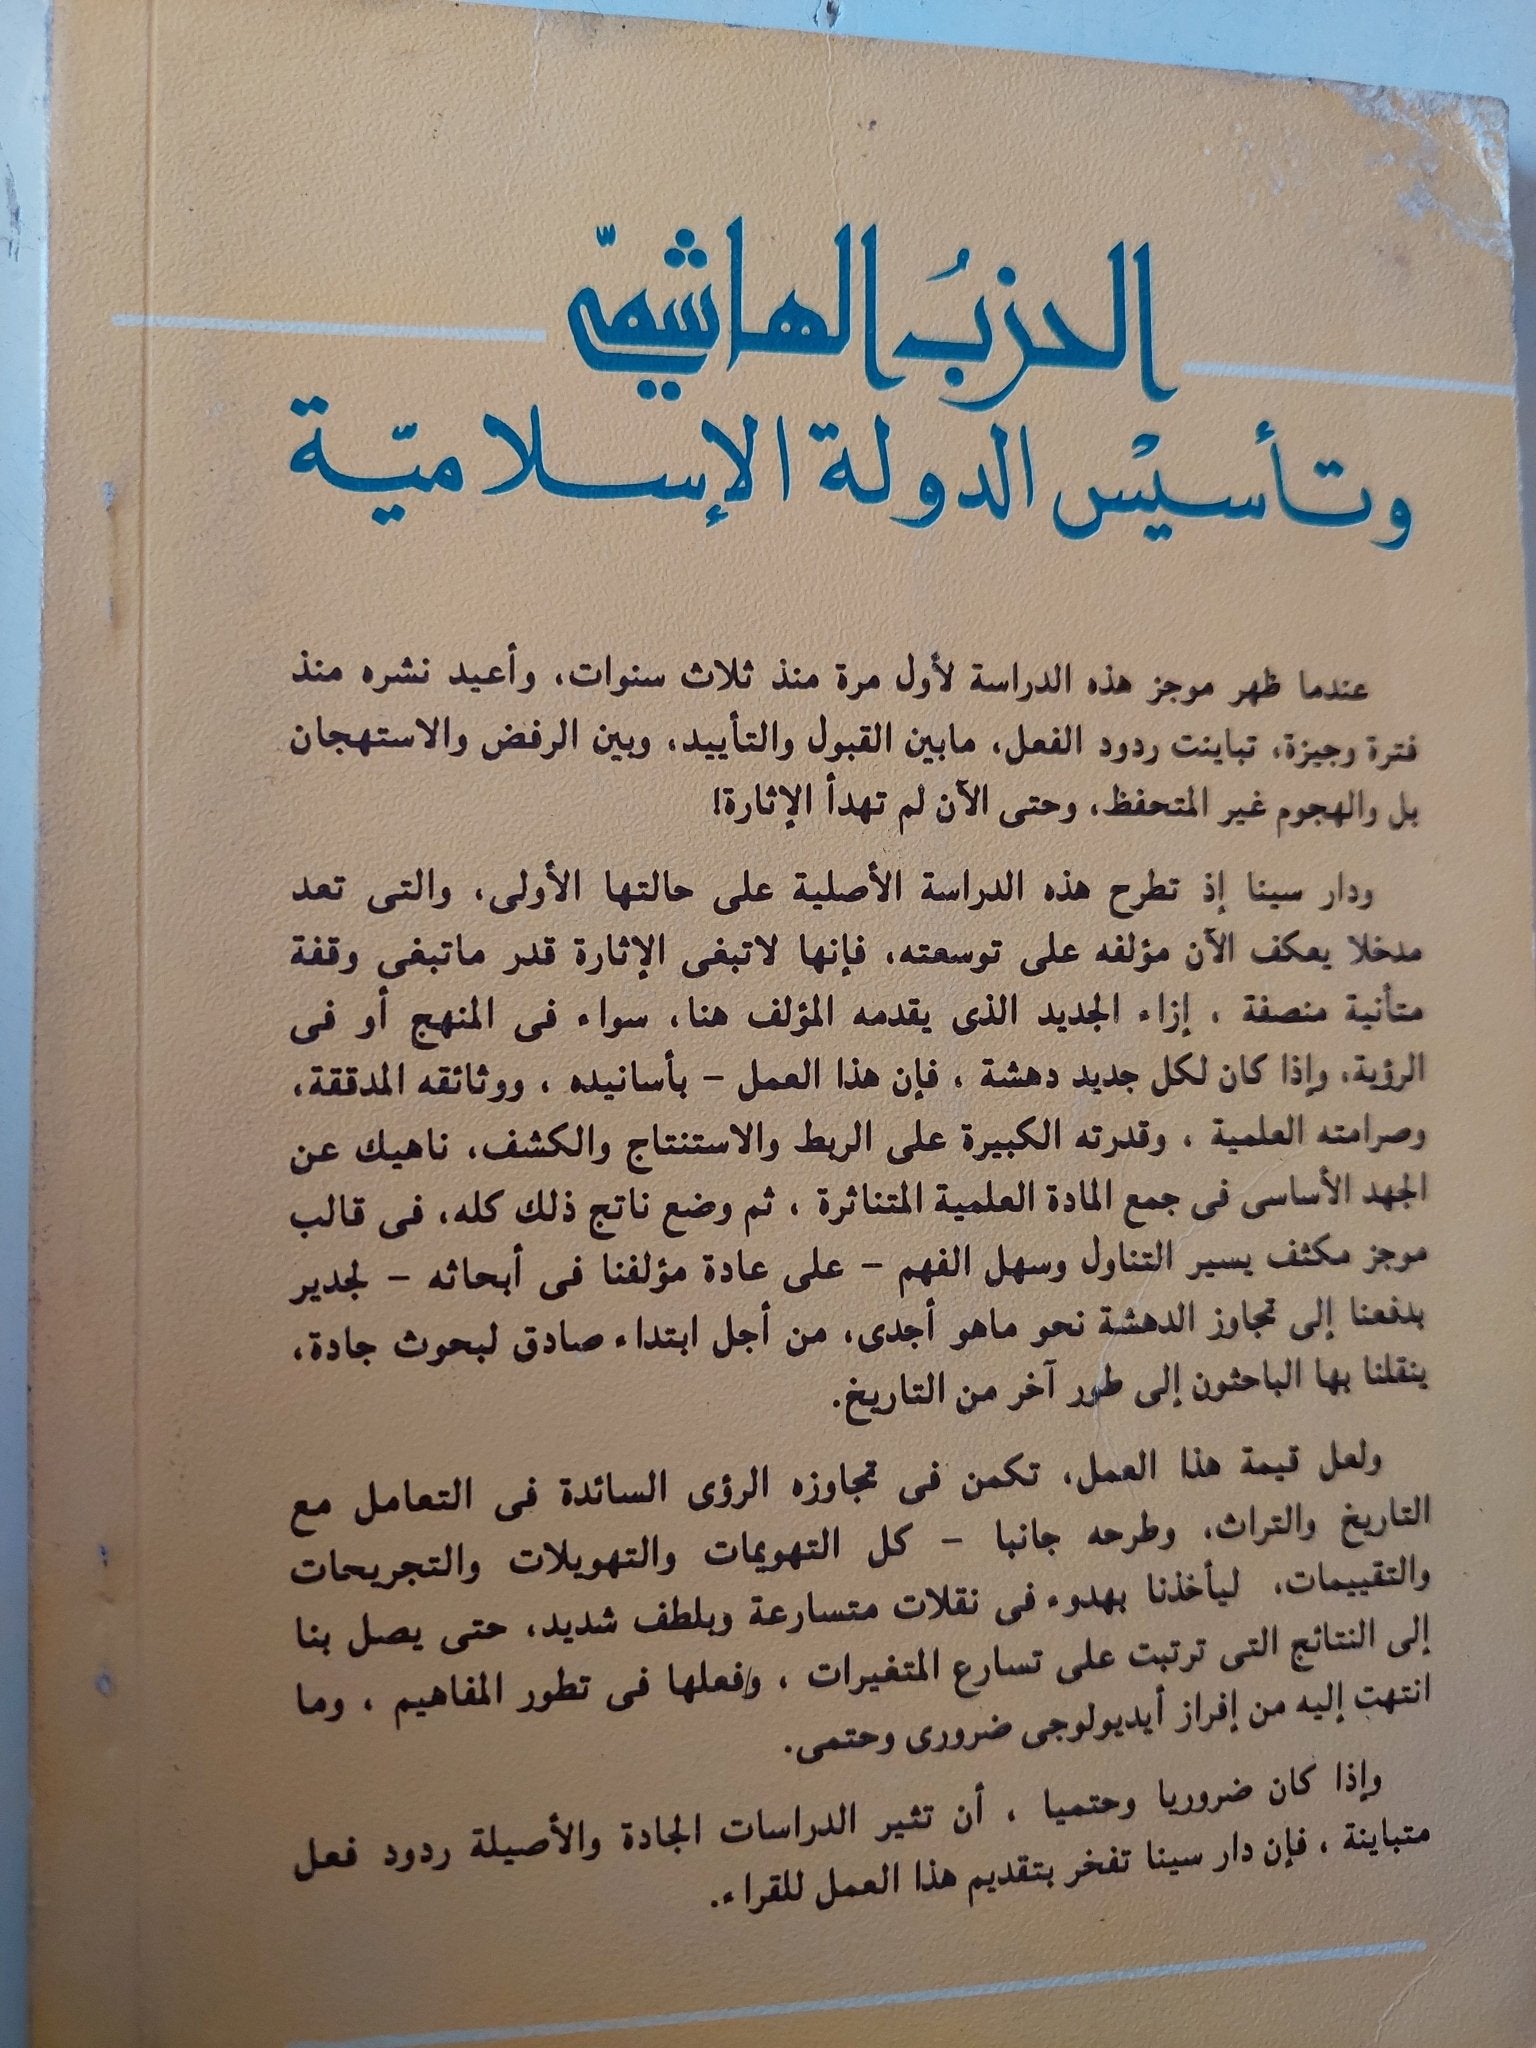 الحزبُ الهاشميّ
وتأسيْس الدولة الإسلاميّة
عندما ظهر موجز هذه الدراسة لأول مرة منذ ثلاث سنوات، وأعيد نشره منذ
فترة وجيزة، تباينت ردود الفعل، مابين القبول والتأييد، وبين الرفض والاستهجان
بل والهجوم غير المتحفظ، وحتى الآن لم تهدأ الإثارة!
ودار سينا إذ تطرح هذه الدراسة الأصلية على حالتها الأولى، والتى تعد
مدخلا يعكف الآن مؤلفه على توسعته، فإنها لاتبغى الإثارة قدر ماتبغى وقفة
متأنية منصفة ، إزاء الجديد الذى يقدمه المؤلف هنا، سواء فى المنهج أو فى
الرؤية، وإذا كان لكل جديد دهشة ، فإن هذا العمل – بأسانيده ، ووثائقه المدققة،
وصرامته العلمية ، وقدرته الكبيرة على الربط والاستنتاج والكشف، ناهيك عن
الجهد الأساسى فى جمع المادة العلمية المتناثرة ، ثم وضع ناتج ذلك كله، فى قالب
موجز مكثف يسير التناول وسهل الفهم – على عادة مؤلفنا فى أبحاثه – لجدير
بدفعنا إلى تجاوز الدهشة نحو ماهو أجدى، من أجل ابتداء صادق لبحوث جادة،
ينقلنا بها الباحثون إلى طور آخر من التاريخ.
ولعل قيمة هذا العمل، تكمن فى تجاوزه الرؤى السائدة فى التعامل مع
التاريخ والتراث، وطرحه جانبا – كل التهويمات والتهويلات والتجريحات
والتقييمات، ليأخذنا بهدوء فى نقلات متسارعة وبلطف شديد، حتى يصل بنا
إلى النتائج التى ترتبت على تسارع المتغيرات ، وفعلها فى تطور المفاهيم ، وما
انتهت إليه من إفراز أيديولوجى ضرورى وحتمى.
وإذا كان ضروريا وحتميا ، أن تثير الدراسات الجادة والأصيلة ردود فعل
متباينة ، فإن دار سينا تفخر بتقديم هذا العمل للقراء.